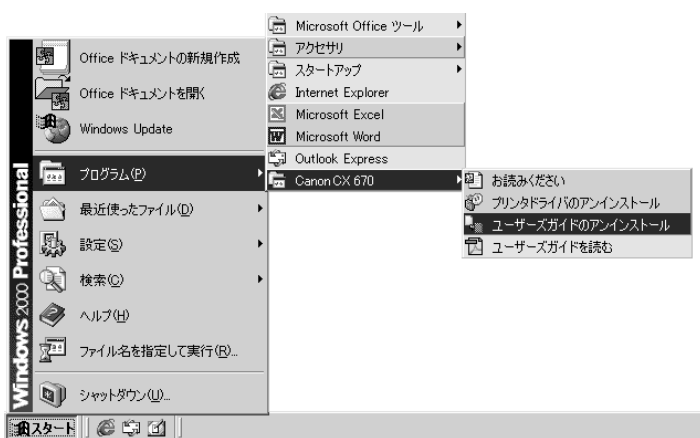 Microsoft Office ツール
アクセサリ
スタートアップ
Internet Explorer
Microsoft Excel
Microsoft Word
Outlook Express
Canon CX 670
Office ドキュメントの新規作成
Office ドキュメントを開く
Windows Update
プログラム(P)
最近使ったファイル(D)
設定(S)
検索(C)
ヘルプ(H)
ファイル名を指定して実行(R)...
シャットダウン(U)...
お読みください
プリンタドライバのアンインストール
ユーザーズガイドのアンインストール
ユーザーズガイドを読む
Windows 2000 Professional
スタート